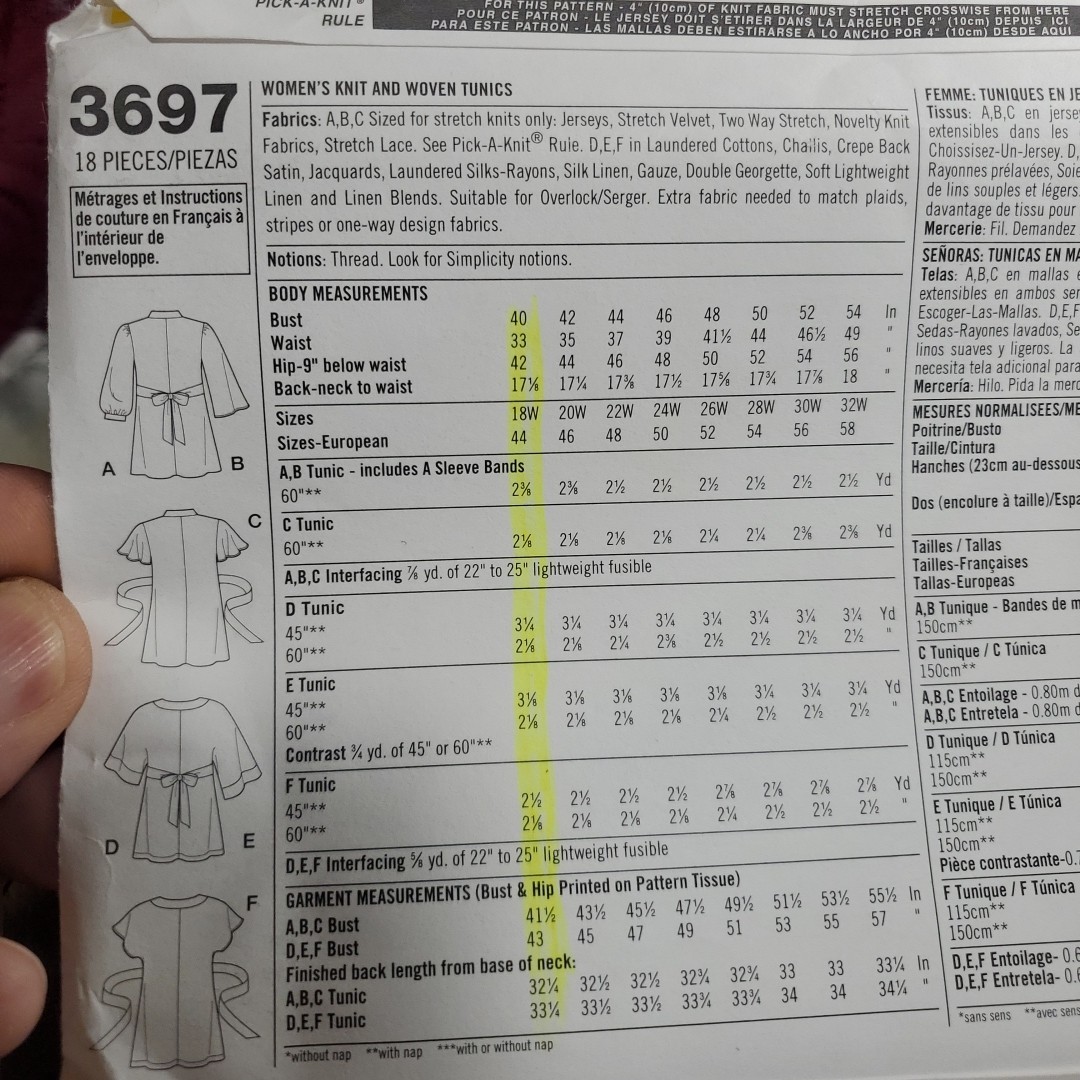 PICK-A-KNIT®
RULE
FOR THIS PATTERN - 4" (10cm) OF KNIT FABRIC MUST STRETCH CROSSWISE FROM HERE
POUR CE PATRON - LE JERSEY DOIT S'ETIRER DANS LA LARGEUR DE 4" (10cm) DEPUIS ICI
PARA ESTE PATRON - LAS MALLAS DEBEN ESTIRARSE A LO ANCHO POR 4" (10cm) DESDE AQUI
3697
18 PIECES/PIEZAS
Métrages et Instructions
de couture en Français à
l'intérieur de
l'enveloppe.
A
B
C
D
E
F
WOMEN'S KNIT AND WOVEN TUNICS
Fabrics: A,B,C Sized for stretch knits only: Jerseys, Stretch Velvet, Two Way Stretch, Novelty Knit
Fabrics, Stretch Lace. See Pick-A-Knit® Rule. D,E,F in Laundered Cottons, Challis, Crepe Back
Satin, Jacquards, Laundered Silks-Rayons, Silk Linen, Gauze, Double Georgette, Soft Lightweight
Linen and Linen Blends. Suitable for Overlock/Serger. Extra fabric needed to match plaids,
stripes or one-way design fabrics.
Notions: Thread. Look for Simplicity notions.
BODY MEASUREMENTS
Bust 40 42 44 46 48 50 52 54 In
Waist 33 35 37 39 41½ 44 46½ 49 "
Hip-9" below waist 42 44 46 48 50 52 54 56 "
Back-neck to waist 17⅛ 17¼ 17⅜ 17½ 17⅝ 17¾ 17⅞ 18 "
Sizes 18W 20W 22W 24W 26W 28W 30W 32W
Sizes-European 44 46 48 50 52 54 56 58
A,B Tunic - includes A Sleeve Bands
60"** 2⅜ 2⅜ 2½ 2½ 2½ 2½ 2½ 2½ Yd
C Tunic
60"** 2⅛ 2⅛ 2⅛ 2⅛ 2¼ 2¼ 2⅜ 2⅜ Yd
A,B,C Interfacing ⅞ yd. of 22" to 25" lightweight fusible
D Tunic
45"** 3¼ 3¼ 3¼ 3¼ 3¼ 3¼ 3¼ 3¼ Yd
60"** 2⅛ 2⅛ 2¼ 2⅜ 2½ 2½ 2½ 2½ "
E Tunic
45"** 3⅛ 3⅛ 3⅛ 3⅛ 3⅛ 3¼ 3¼ 3¼ Yd
60"** 2⅛ 2⅛ 2⅛ 2⅛ 2¼ 2½ 2½ 2½ "
Contrast ¾ yd. of 45" or 60"**
F Tunic
45"** 2½ 2½ 2½ 2½ 2⅞ 2⅞ 2⅞ 2⅞ Yd
60"** 2⅛ 2⅛ 2⅛ 2⅛ 2¼ 2½ 2½ 2½ "
D,E,F Interfacing ⅝ yd. of 22" to 25" lightweight fusible
GARMENT MEASUREMENTS (Bust & Hip Printed on Pattern Tissue)
A,B,C Bust 41½ 43½ 45½ 47½ 49½ 51½ 53½ 55½ In
D,E,F Bust 43 45 47 49 51 53 55 57 "
Finished back length from base of neck:
A,B,C Tunic 32¼ 32½ 32½ 32¾ 32¾ 33 33 33¼ In
D,E,F Tunic 33¼ 33½ 33½ 33¾ 33¾ 34 34 34¼ "
*without nap **with nap ***with or without nap
FEMME: TUNIQUES EN JE
Tissus: A,B,C en jersey
extensibles dans les
Choissisez-Un-Jersey. D,
Rayonnes prélavées, Soie
de lins souples et légers
davantage de tissu pour
Mercerie: Fil. Demandez
SEÑORAS: TUNICAS EN MA
Telas: A,B,C en mallas e
extensibles en ambos sen
Escoger-Las-Mallas. D,E,F
Sedas-Rayones lavados, Se
linos suaves y ligeros. La
necesita tela adicional para
Mercería: Hilo. Pida la merc
MESURES NORMALISEES/ME
Poitrine/Busto
Taille/Cintura
Hanches (23cm au-dessous
Dos (encolure à taille)/Espa
Tailles / Tallas
Tailles-Françaises
Tallas-Europeas
A,B Tunique - Bandes de m
150cm**
C Tunique / C Túnica
150cm**
A,B,C Entoilage - 0.80m d
A,B,C Entretela - 0.80m d
D Tunique / D Túnica
115cm**
150cm**
E Tunique / E Túnica
115cm**
150cm**
Pièce contrastante-0.7
F Tunique / F Túnica
115cm**
150cm**
D,E,F Entoilage- 0.6
D,E,F Entretela- 0.6
*sans sens **avec sens